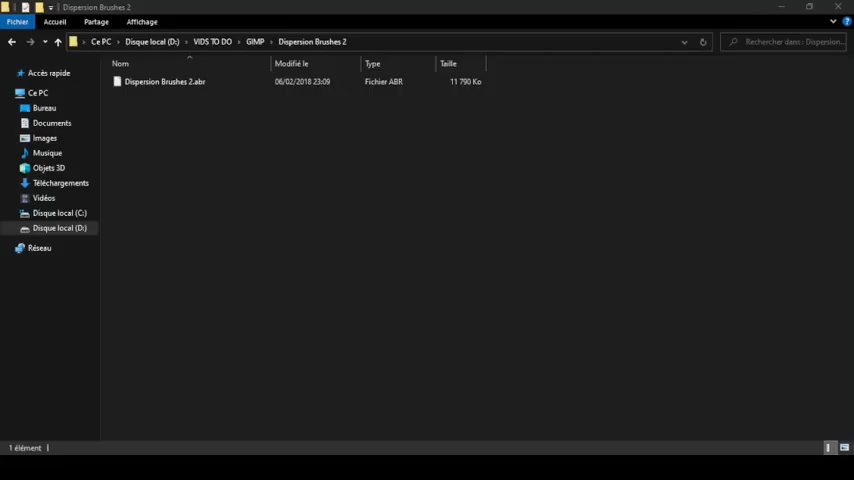 Dispersion Brushes 2
Fichier Accueil Partage Affichage
Ce PC Disque local (D:) VIDS TO DO GIMP Dispersion Brushes 2
Rechercher dans : Dispersion...
Nom Modifié le Type Taille
Dispersion Brushes 2.abr 06/02/2018 23:09 Fichier ABR 11 790 Ko
Accès rapide
Ce PC
Bureau
Documents
Images
Musique
Objets 3D
Téléchargements
Vidéos
Disque local (C:)
Disque local (D:)
Réseau
1 élément